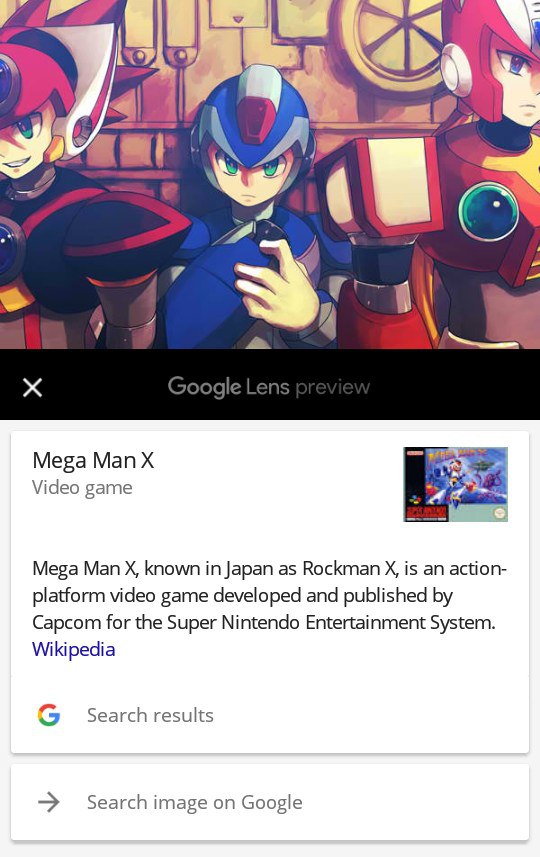 Google Lens preview
Mega Man X
Video game
Mega Man X, known in Japan as Rockman X, is an action-
platform video game developed and published by
Capcom for the Super Nintendo Entertainment System.
Wikipedia
Search results
Search image on Google